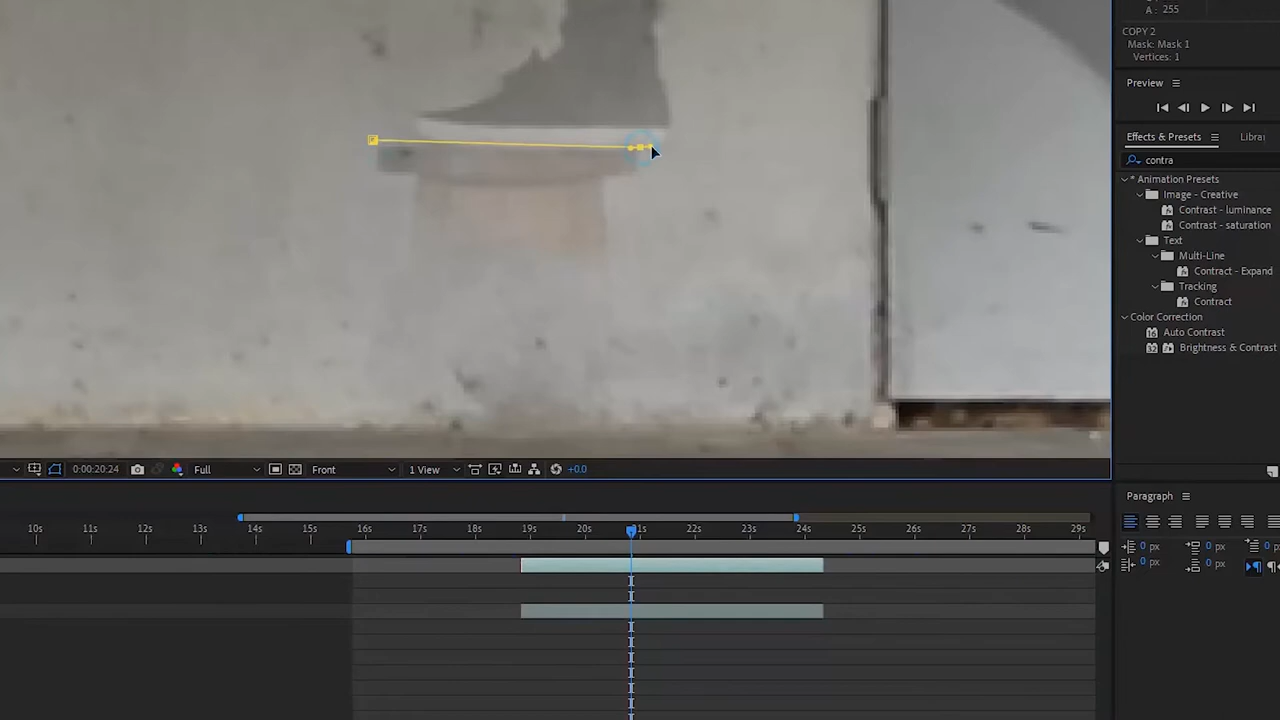 A : 255
COPY 2
Mask: Mask 1
Vertices: 1
Preview
Effects & Presets
contra
* Animation Presets
Image - Creative
Contrast - luminance
Contrast - saturation
Text
Multi-Line
Contract - Expand
Tracking
Contract
Color Correction
Auto Contrast
Brightness & Contrast
0:00:20:24
Full
Front
1 View
+0.0
10s 11s 12s 13s 14s 15s 16s 17s 18s 19s 20s 21s 22s 23s 24s 25s 26s 27s 28s 29s
Paragraph
0 px 0 px 0 px
0 px 0 px